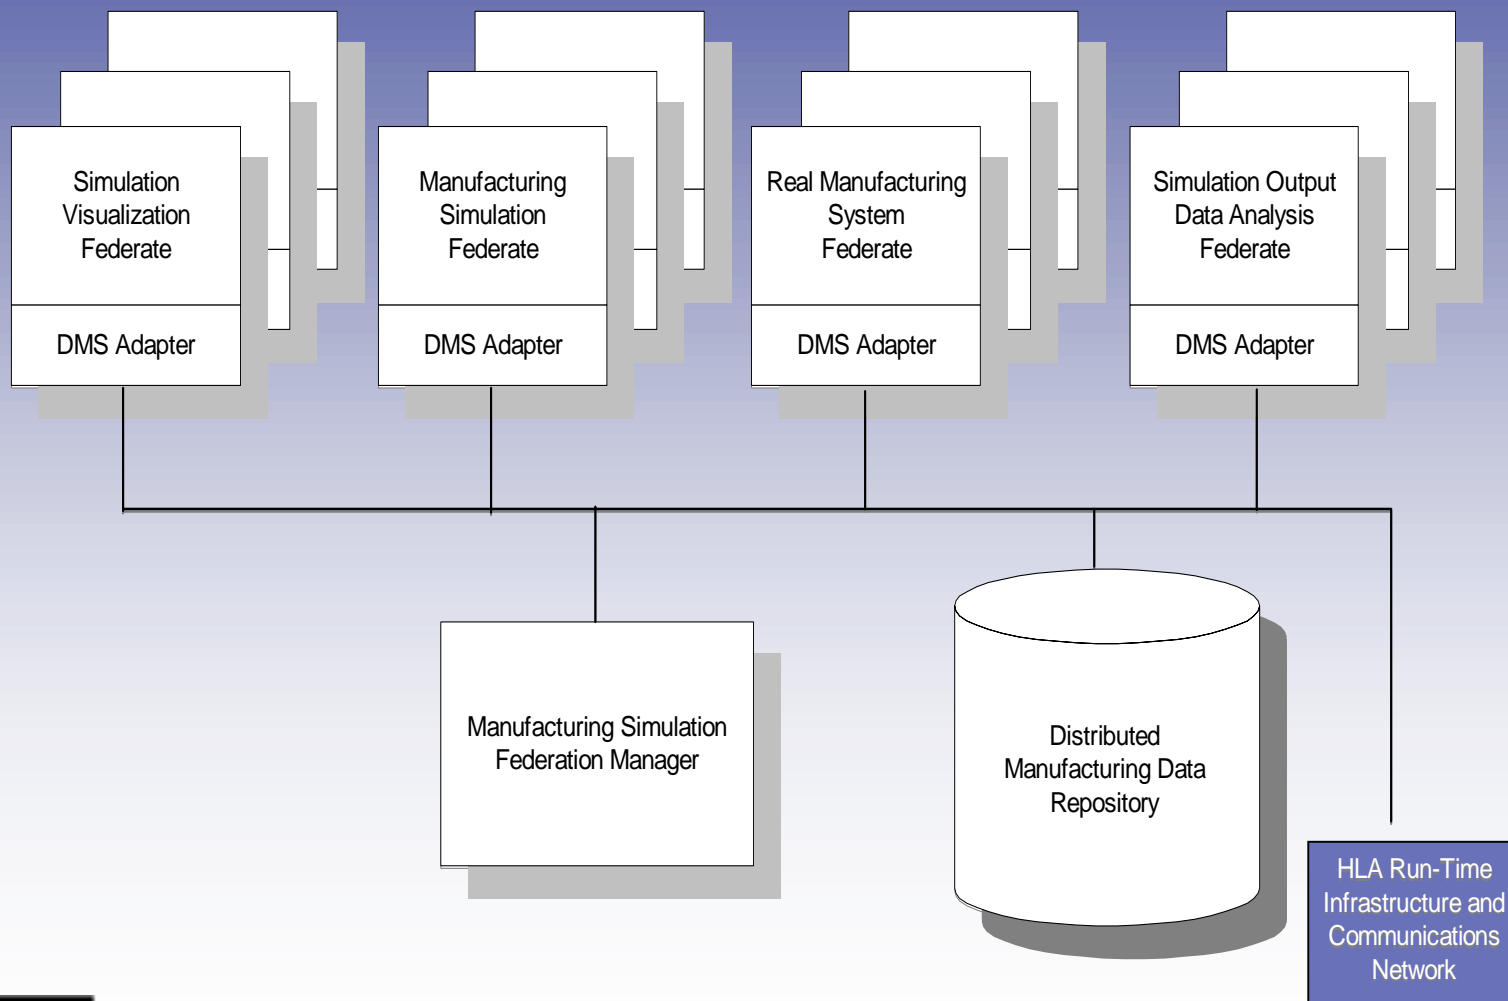 Simulation
Visualization
Federate
DMS Adapter
Manufacturing
Simulation
Federate
DMS Adapter
Real Manufacturing
System
Federate
DMS Adapter
Simulation Output
Data Analysis
Federate
DMS Adapter
Manufacturing Simulation
Federation Manager
Distributed
Manufacturing Data
Repository
HLA Run-Time
Infrastructure and
Communications
Network